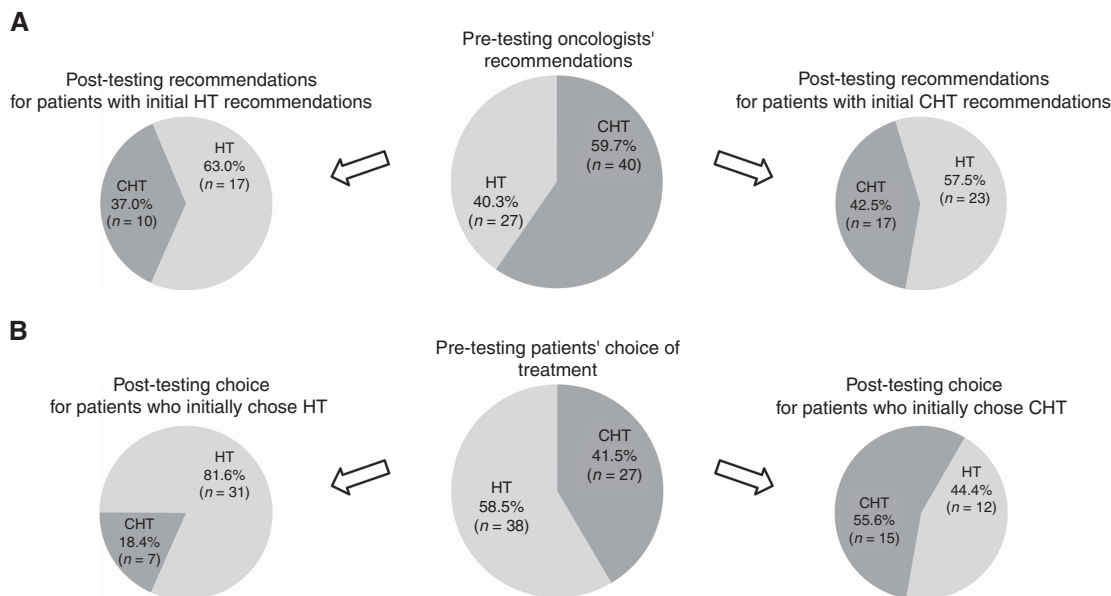 A
Pre-testing oncologists'
recommendations
Post-testing recommendations
for patients with initial HT recommendations
HT
63.0%
(n = 17)
CHT
37.0%
(n = 10)
CHT
59.7%
(n = 40)
HT
40.3%
(n = 27)
Post-testing recommendations
for patients with initial CHT recommendations
HT
57.5%
(n = 23)
CHT
42.5%
(n = 17)
B
Pre-testing patients' choice of
treatment
Post-testing choice
for patients who initially chose HT
HT
81.6%
(n = 31)
CHT
18.4%
(n = 7)
CHT
41.5%
(n = 27)
HT
58.5%
(n = 38)
Post-testing choice
for patients who initially chose CHT
HT
44.4%
(n = 12)
CHT
55.6%
(n = 15)